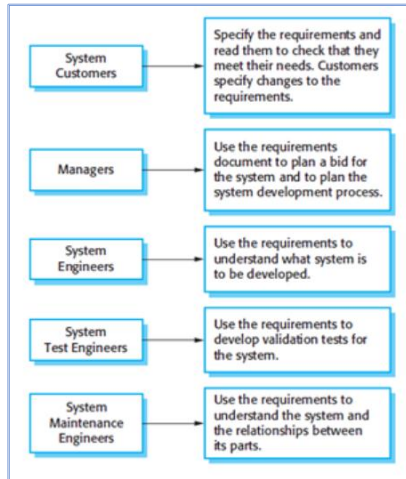 System
Customers
Specify the requirements and
read them to check that they
meet their needs. Customers
specify changes to the
requirements.
Managers
Use the requirements
document to plan a bid for
the system and to plan the
system development process.
System
Engineers
Use the requirements to
understand what system is
to be developed.
System
Test Engineers
Use the requirements to
develop validation tests for
the system.
System
Maintenance
Engineers
Use the requirements to
understand the system and
the relationships between
its parts.